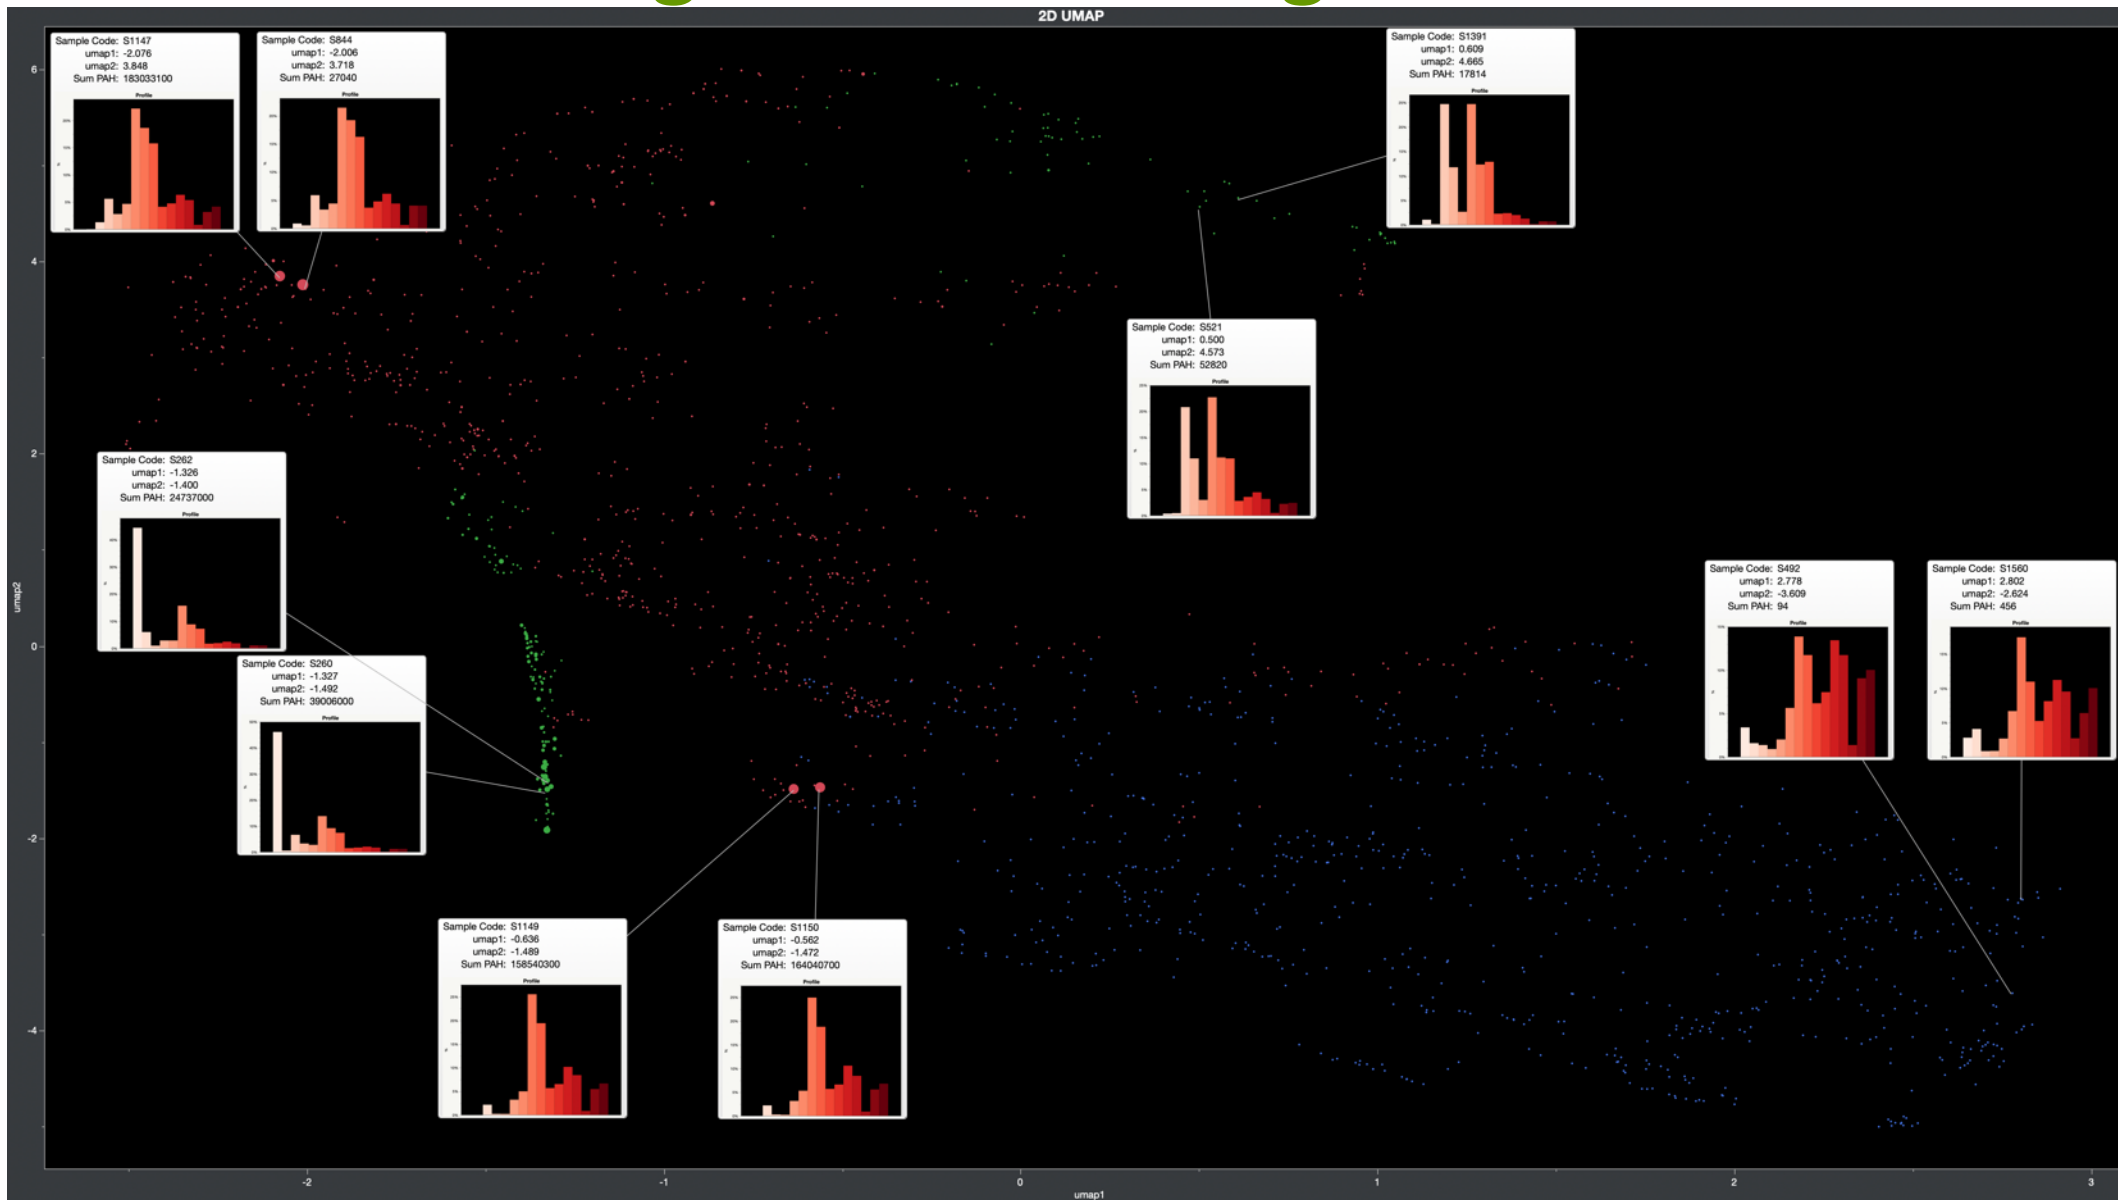 2D UMAP
Sample Code: S1147
umap1: -2.076
umap2: 3.848
Sum PAH: 183033100
Profile
Sample Code: S844
umap1: -2.006
umap2: 3.718
Sum PAH: 27040
Profile
Sample Code: S1391
umap1: 0.609
umap2: 4.665
Sum PAH: 17814
Profile
Sample Code: S521
umap1: 0.500
umap2: 4.573
Sum PAH: 52820
Profile
Sample Code: S262
umap1: -1.326
umap2: -1.400
Sum PAH: 24737000
Profile
Sample Code: S260
umap1: -1.327
umap2: -1.492
Sum PAH: 39006000
Profile
Sample Code: S492
umap1: 2.778
umap2: -3.609
Sum PAH: 94
Profile
Sample Code: S1560
umap1: 2.802
umap2: -2.624
Sum PAH: 456
Profile
Sample Code: S1149
umap1: -0.636
umap2: -1.489
Sum PAH: 158540300
Profile
Sample Code: S1150
umap1: -0.562
umap2: -1.472
Sum PAH: 164040700
Profile
6
4
2
0
-2
-4
umap2
-2
-1
0
1
2
3
umap1